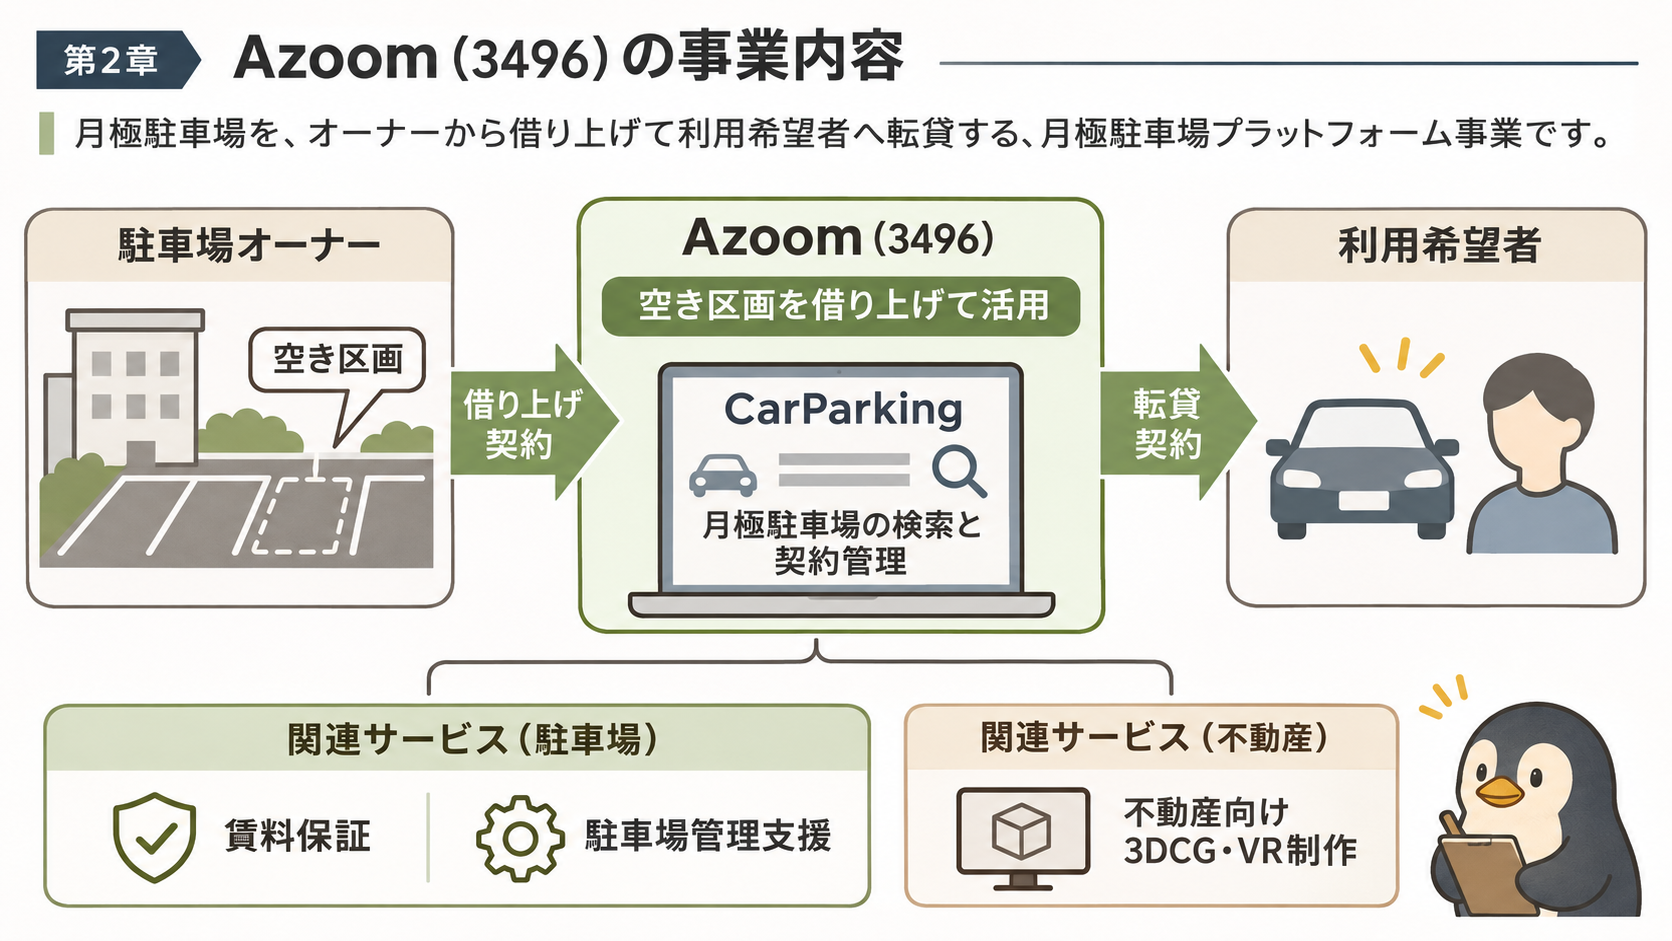 第2章
Azoom（3496）の事業内容
月極駐車場を、オーナーから借り上げて利用希望者へ転貸する、月極駐車場プラットフォーム事業です。
駐車場オーナー
空き区画
借り上げ
契約
Azoom（3496）
空き区画を借り上げて活用
CarParking
月極駐車場の検索と
契約管理
転貸
契約
利用希望者
関連サービス（駐車場）
賃料保証
駐車場管理支援
関連サービス（不動産）
不動産向け
3DCG・VR制作